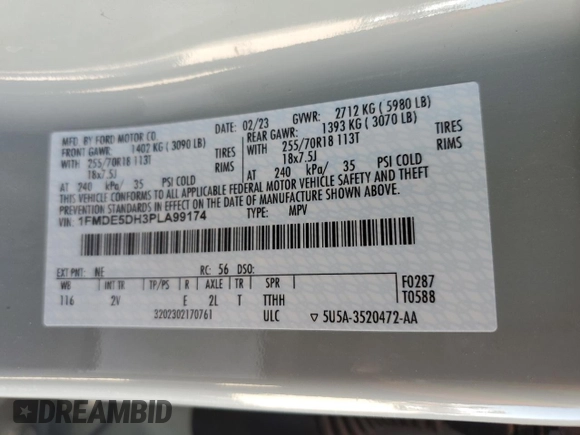 MFD. BY FORD MOTOR CO. DATE: 02/23 GVWR: 2712 KG ( 5980 LB)
FRONT GAWR: 1402 KG ( 3090 LB) REAR GAWR: 1393 KG ( 3070 LB)
WITH 255/70R18 113T TIRES WITH 255/70R18 113T TIRES
18x7.5J RIMS 18x7.5J RIMS
AT 240 kPa/ 35 PSI COLD AT 240 kPa/ 35 PSI COLD
THIS VEHICLE CONFORMS TO ALL APPLICABLE FEDERAL MOTOR VEHICLE SAFETY AND THEFT
PREVENTION STANDARDS IN EFFECT ON THE DATE OF MANUFACTURE SHOWN ABOVE.
VIN: 1FMDE5DH3PLA99174 TYPE: MPV
EXT PNT: NE RC: 56 DSO:
WB INT TR TP/PS R AXLE TR SPR F0287
116 2V E 2L T TTHH T0588
3202302170761 ULC ▽ 5U5A-3520472-AA
DREAMBID